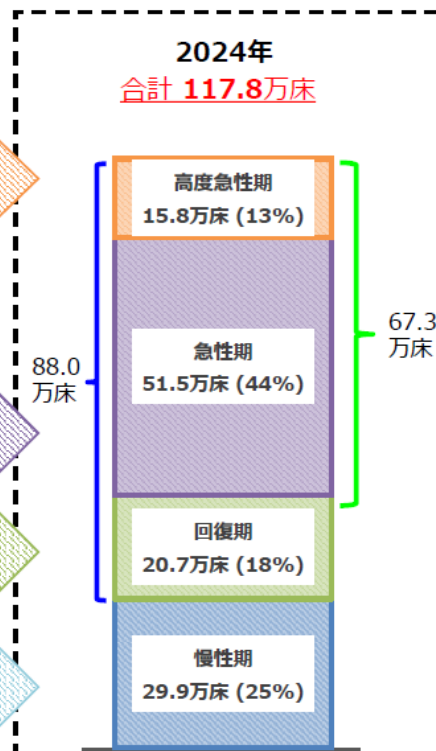 2024年
合計 117.8万床
高度急性期
15.8万床 (13%)
67.3
万床
急性期
51.5万床 (44%)
88.0
万床
回復期
20.7万床 (18%)
慢性期
29.9万床 (25%)